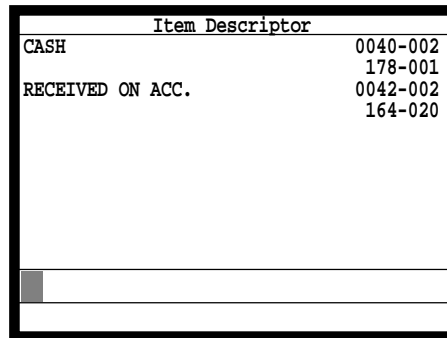 Item Descriptor
CASH 0040-002
178-001
RECEIVED ON ACC. 0042-002
164-020